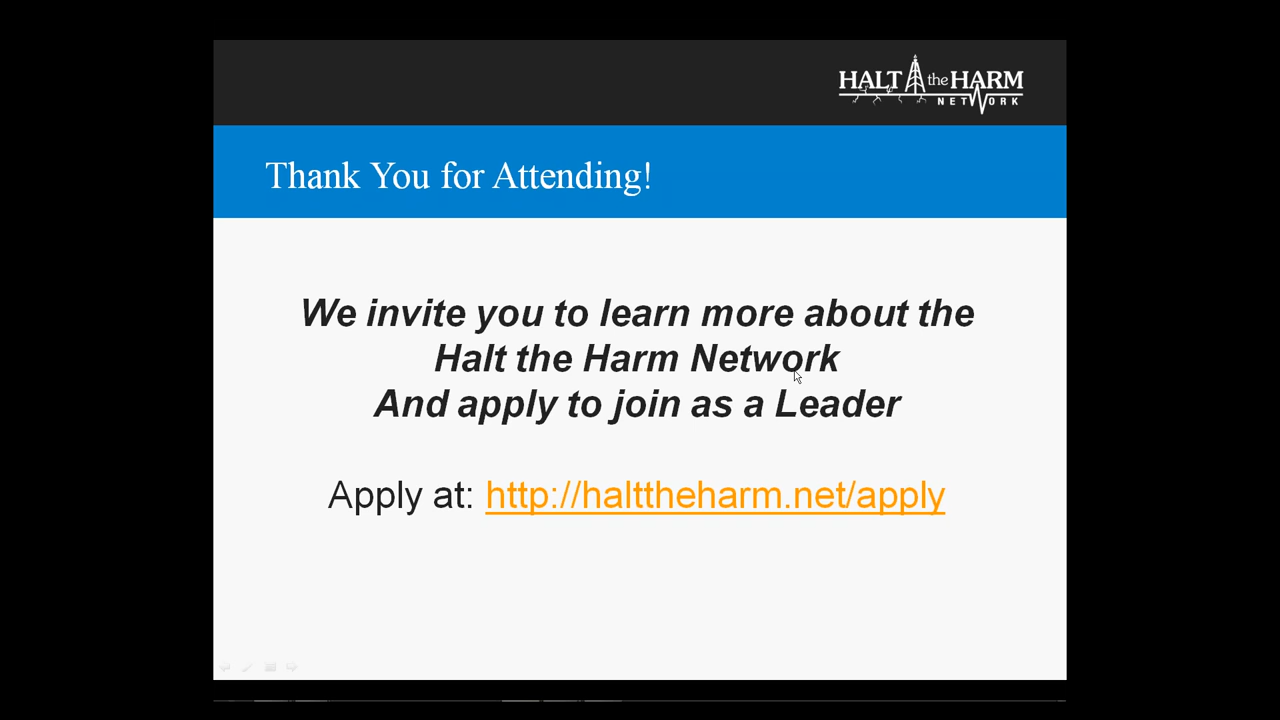 HALT the HARM
NETWORK
Thank You for Attending!
We invite you to learn more about the
Halt the Harm Network
And apply to join as a Leader
Apply at: http://halttheharm.net/apply